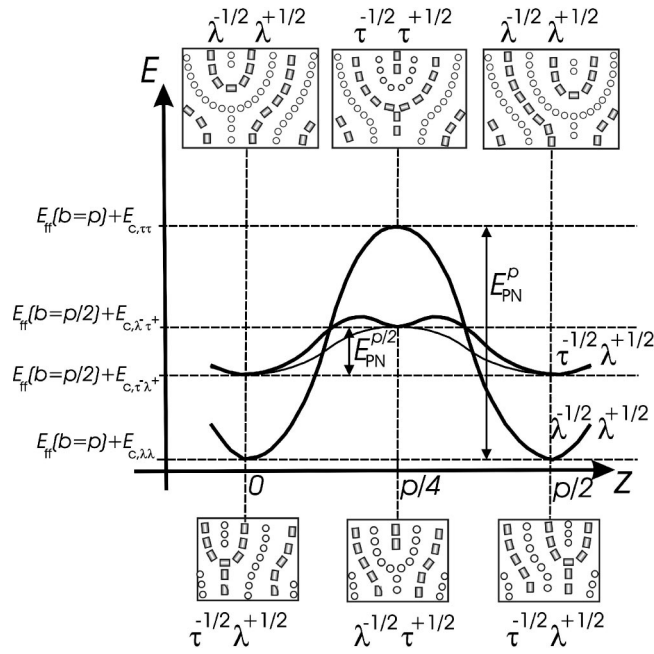 λ⁻¹/² λ⁺¹/² τ⁻¹/² τ⁺¹/² λ⁻¹/² λ⁺¹/²
E
E_ff(b=p)+E_c,ττ
E^p_PN
E_ff(b=p/2)+E_c,λ⁻τ⁺
E^p/2_PN
τ⁻¹/² λ⁺¹/²
E_ff(b=p/2)+E_c,τ⁻λ⁺
λ⁻¹/² λ⁺¹/²
E_ff(b=p)+E_c,λλ
0 p/4 p/2 Z
τ⁻¹/² λ⁺¹/² λ⁻¹/² τ⁺¹/² τ⁻¹/² λ⁺¹/²